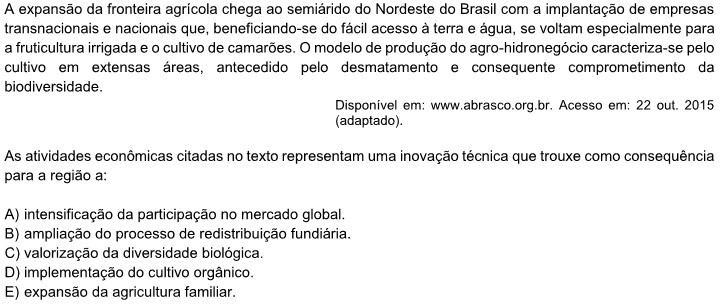 A expansão da fronteira agrícola chega ao semiárido do Nordeste do Brasil com a implantação de empresas
transnacionais e nacionais que, beneficiando-se do fácil acesso à terra e água, se voltam especialmente para
a fruticultura irrigada e o cultivo de camarões. O modelo de produção do agro-hidronegócio caracteriza-se pelo
cultivo em extensas áreas, antecedido pelo desmatamento e consequente comprometimento da
biodiversidade.
Disponível em: www.abrasco.org.br. Acesso em: 22 out. 2015
(adaptado).
As atividades econômicas citadas no texto representam uma inovação técnica que trouxe como consequência
para a região a:
A) intensificação da participação no mercado global.
B) ampliação do processo de redistribuição fundiária.
C) valorização da diversidade biológica.
D) implementação do cultivo orgânico.
E) expansão da agricultura familiar.